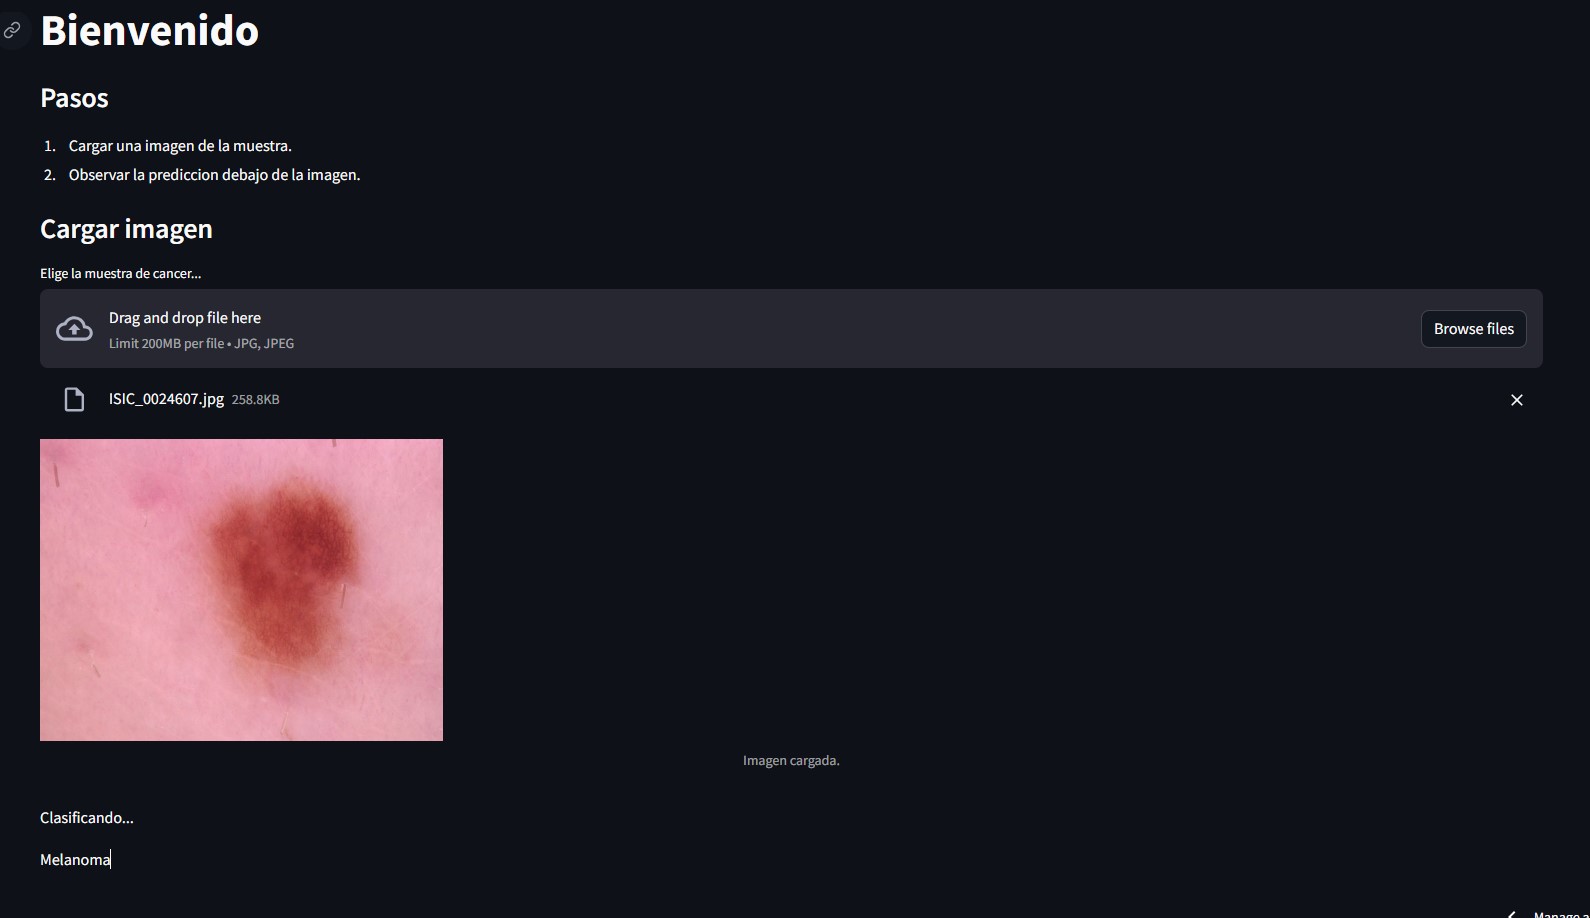 Bienvenido
Pasos
1. Cargar una imagen de la muestra.
2. Observar la prediccion debajo de la imagen.
Cargar imagen
Elige la muestra de cancer...
Drag and drop file here
Limit 200MB per file • JPG, JPEG
Browse files
ISIC_0024607.jpg 258.8KB
Imagen cargada.
Clasificando...
Melanoma
Manage a